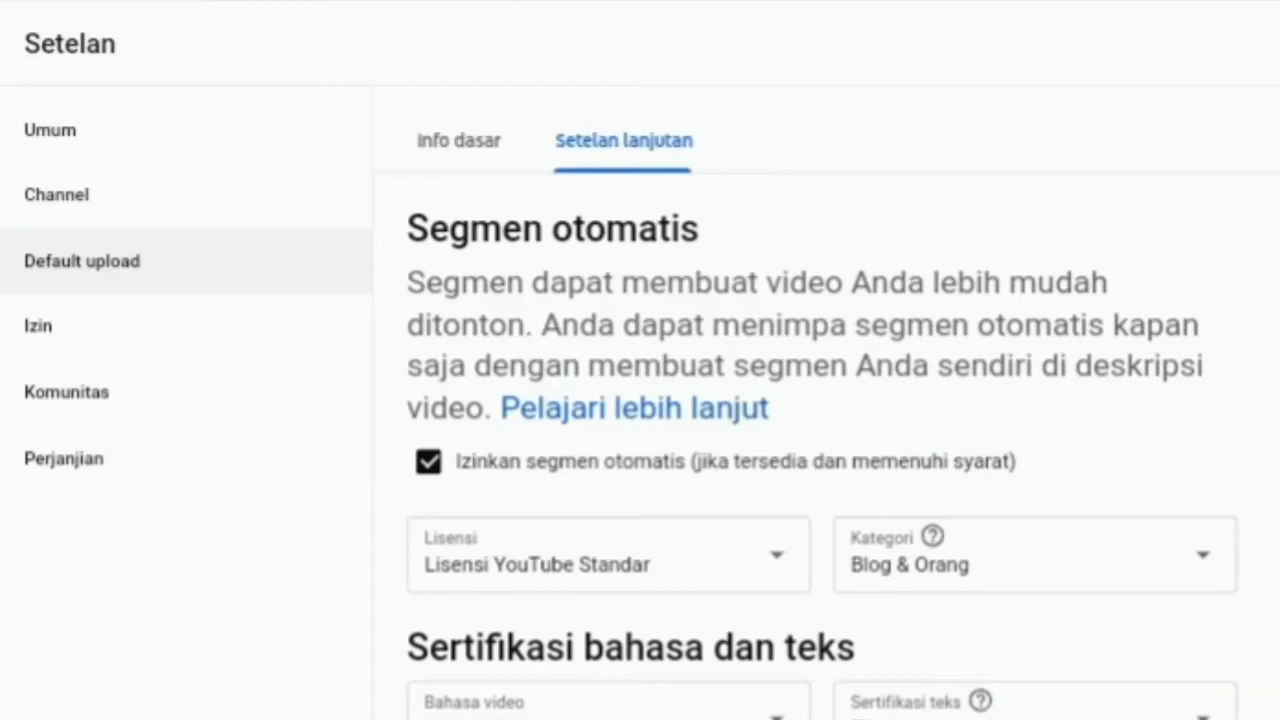 Setelan
Umum
Channel
Default upload
Izin
Komunitas
Perjanjian
Info dasar
Setelan lanjutan
Segmen otomatis
Segmen dapat membuat video Anda lebih mudah
ditonton. Anda dapat menimpa segmen otomatis kapan
saja dengan membuat segmen Anda sendiri di deskripsi
video. Pelajari lebih lanjut
Izinkan segmen otomatis (jika tersedia dan memenuhi syarat)
Lisensi
Lisensi YouTube Standar
Kategori
Blog & Orang
Sertifikasi bahasa dan teks
Bahasa video
Sertifikasi teks